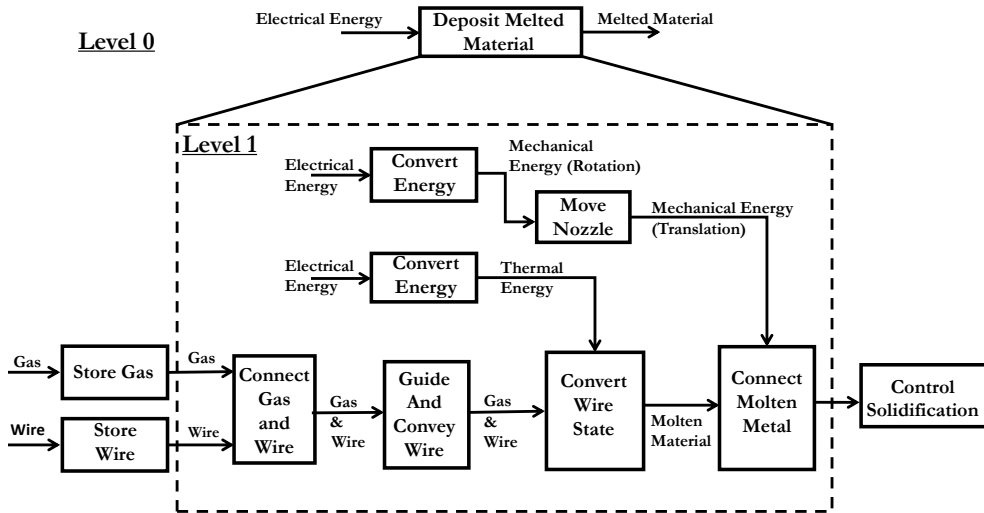 Electrical Energy
Deposit Melted
Material
Melted Material
Level 0
Level 1
Electrical
Energy
Convert
Energy
Mechanical
Energy (Rotation)
Move
Nozzle
Mechanical Energy
(Translation)
Electrical
Energy
Convert
Energy
Thermal
Energy
Gas
Store Gas
Gas
Wire
Store
Wire
Wire
Connect
Gas
and
Wire
Gas
&
Wire
Guide
And
Convey
Wire
Gas
&
Wire
Convert
Wire
State
Molten
Material
Connect
Molten
Metal
Control
Solidification